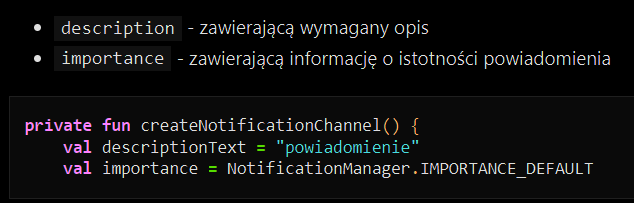 description - zawierającą wymagany opis
importance - zawierającą informację o istotności powiadomienia
private fun createNotificationChannel() {
    val descriptionText = "powiadomienie"
    val importance = NotificationManager.IMPORTANCE_DEFAULT